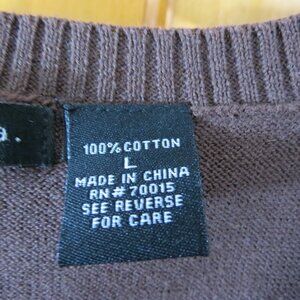 a.
100% COTTON
L
MADE IN CHINA
RN# 70015
SEE REVERSE
FOR CARE